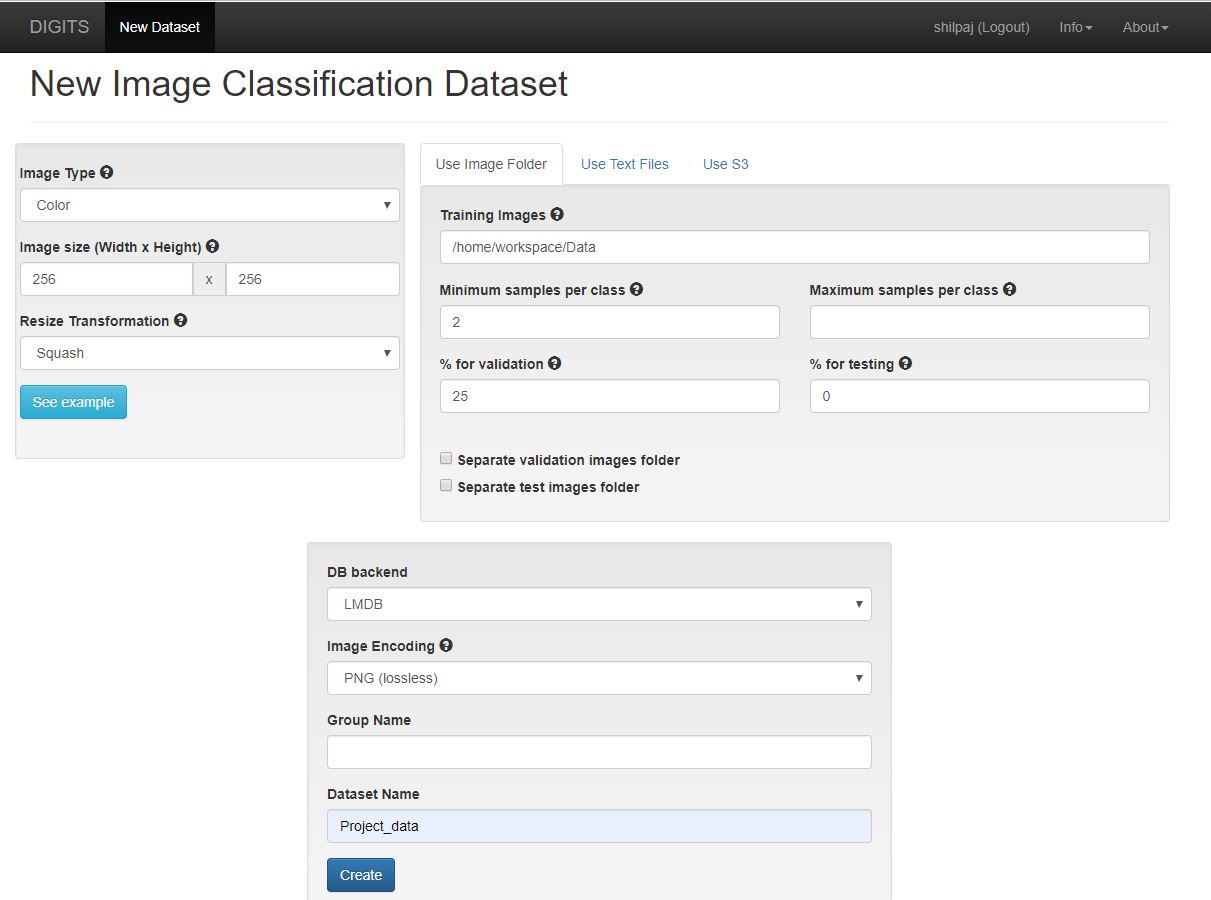 DIGITS New Dataset shilpaj (Logout) Info About
New Image Classification Dataset
Image Type
Color
Image size (Width x Height)
256 x 256
Resize Transformation
Squash
See example
Use Image Folder Use Text Files Use S3
Training Images
/home/workspace/Data
Minimum samples per class Maximum samples per class
2
% for validation % for testing
25 0
Separate validation images folder
Separate test images folder
DB backend
LMDB
Image Encoding
PNG (lossless)
Group Name
Dataset Name
Project_data
Create